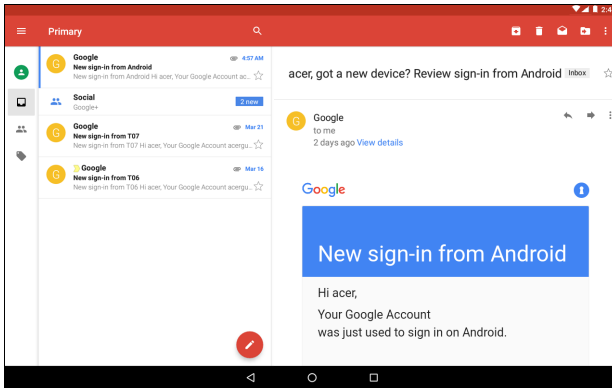 2:4
Primary
Google 4:57 AM
New sign-in from Android
New sign-in from Android Hi acer, Your Google Account ac..
Social 2 new
Google+
Google Mar 21
New sign-in from T07
New sign-in from T07 Hi acer, Your Google Account acergu..
Google Mar 16
New sign-in from T06
New sign-in from T06 Hi acer, Your Google Account acergu..
acer, got a new device? Review sign-in from Android Inbox
G
Google
to me
2 days ago View details
Google
New sign-in from Android
Hi acer,
Your Google Account
was just used to sign in on Android.